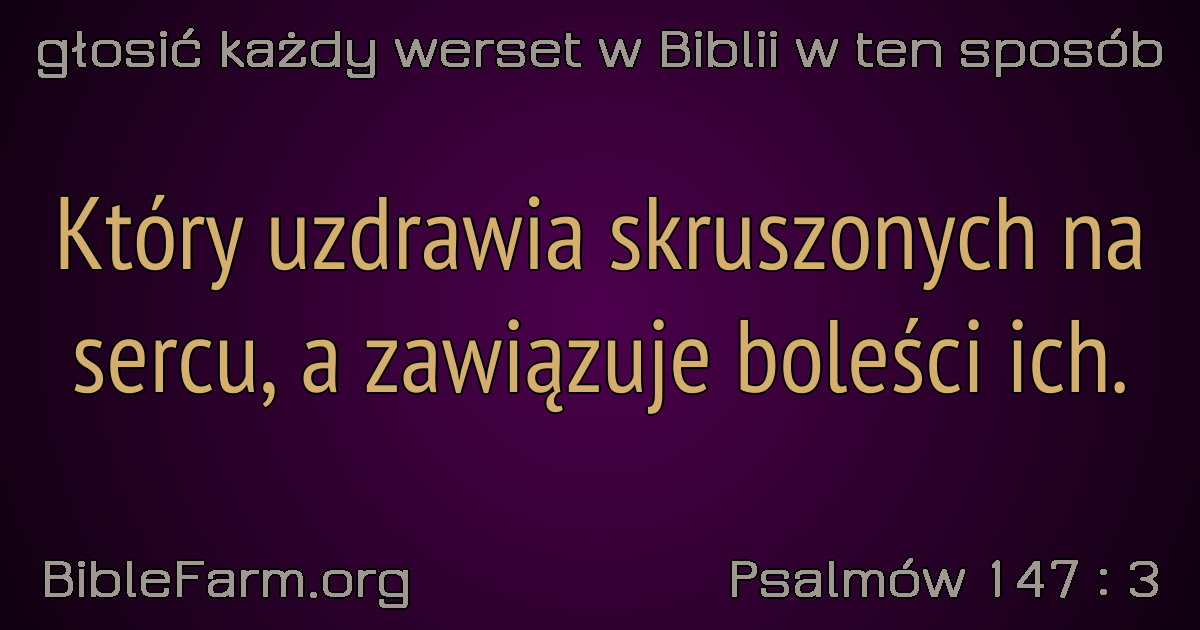 głosić każdy werset w Biblii w ten sposób
Który uzdrawia skruszonych na
sercu, a zawiązuje boleści ich.
BibleFarm.org
Psalmów 147 : 3